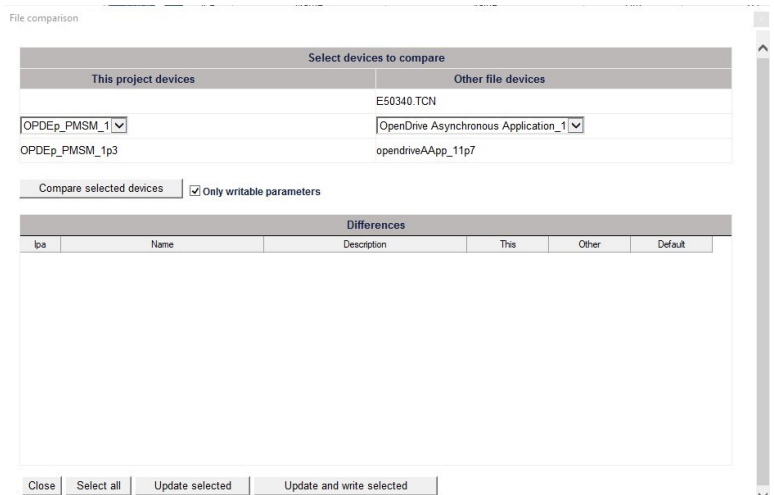 File comparison
Select devices to compare
This project devices Other file devices
E50340.TCN
OPDEp_PMSM_1 OpenDrive Asynchronous Application_1
OPDEp_PMSM_1p3 opendriveAApp_11p7
Compare selected devices Only writable parameters
Differences
Ipa Name Description This Other Default
Close Select all Update selected Update and write selected